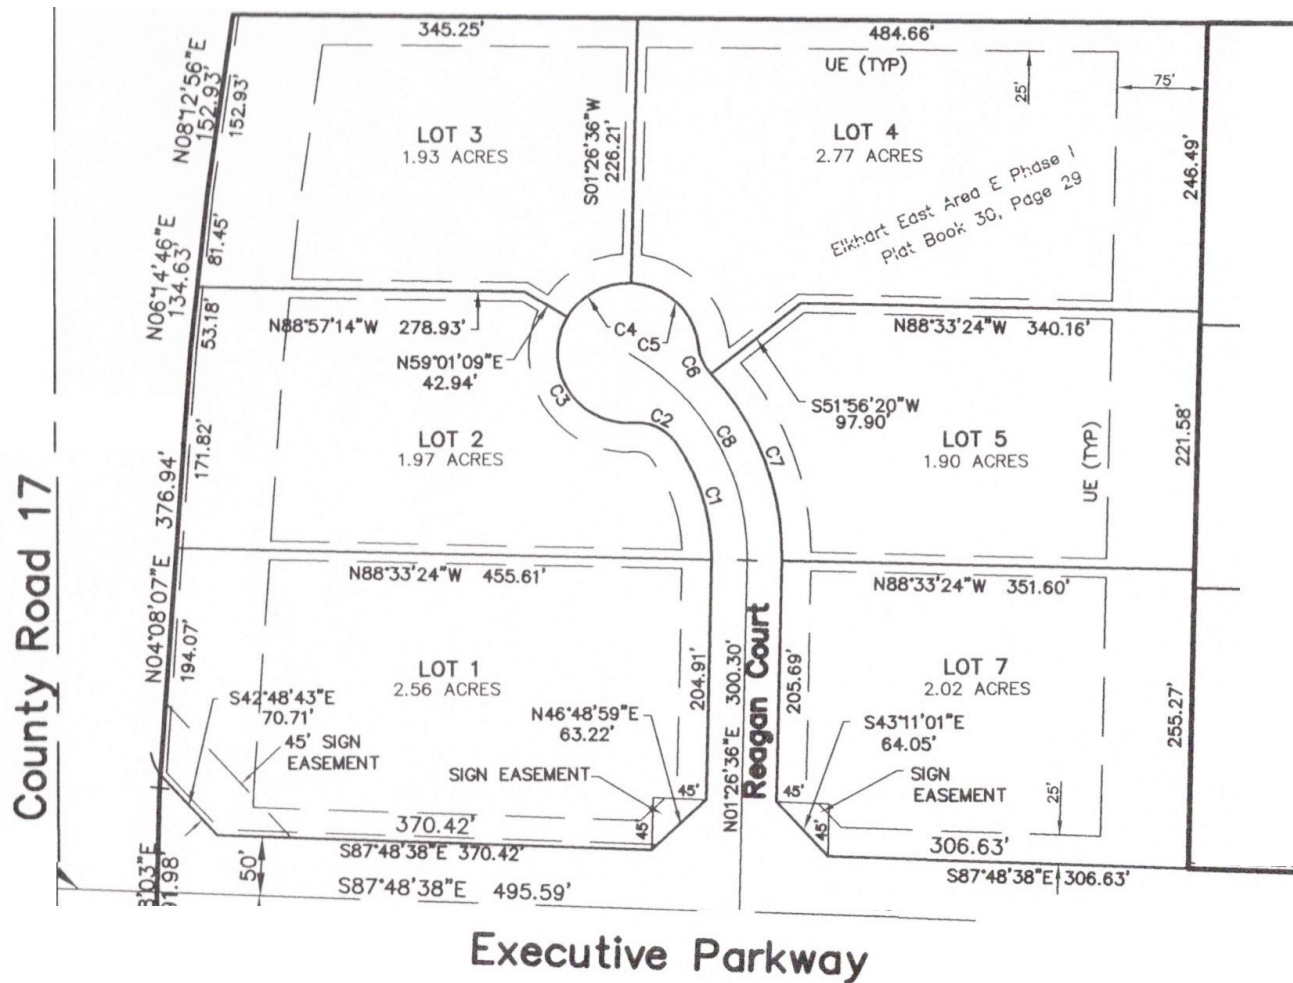 345.25'
484.66'
UE (TYP)
25'
75'
N08°12'56"E
152.93'
152.93'
LOT 3
1.93 ACRES
S01°26'36"W
226.21'
LOT 4
2.77 ACRES
246.49'
Elkhart East Area E Phase I
Plat Book 30, Page 29
N06°14'46"E
134.63'
81.45'
53.18'
N88°57'14"W 278.93'
N59°01'09"E
42.94'
C4
C5
C6
N88°33'24"W 340.16'
S51°56'20"W
97.90'
C3
C2
C8
C7
C1
LOT 2
1.97 ACRES
LOT 5
1.90 ACRES
UE (TYP)
221.58'
171.82'
N04°08'07"E 376.94'
County Road 17
N88°33'24"W 455.61'
N88°33'24"W 351.60'
194.07'
LOT 1
2.56 ACRES
204.91'
N01°26'36"E 300.30'
Reagan Court
205.69'
LOT 7
2.02 ACRES
255.27'
S42°48'43"E
70.71'
45' SIGN
EASEMENT
N46°48'59"E
63.22'
SIGN EASEMENT
S43°11'01"E
64.05'
SIGN
EASEMENT
45'
45'
45'
45'
25'
370.42'
S87°48'38"E 370.42'
306.63'
S87°48'38"E 306.63'
50'
S87°48'38"E 495.59'
8'03"E
91.98
Executive Parkway